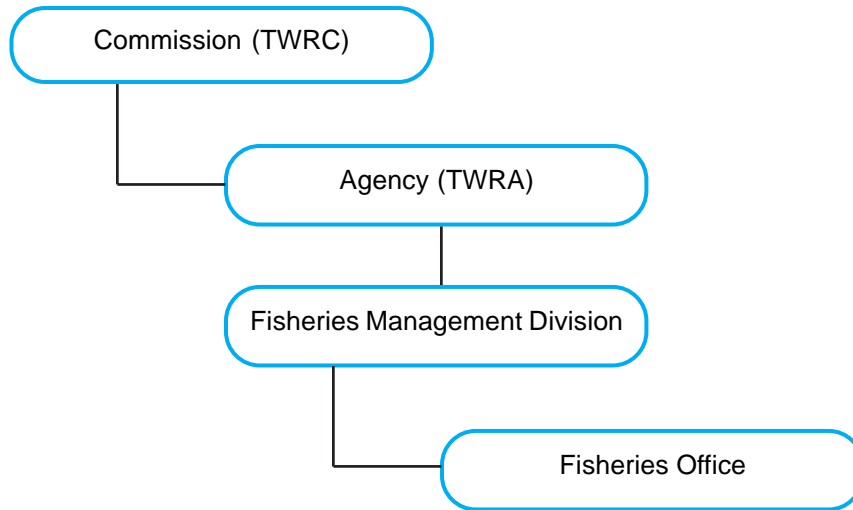 Commission (TWRC)
Agency (TWRA)
Fisheries Management Division
Fisheries Office